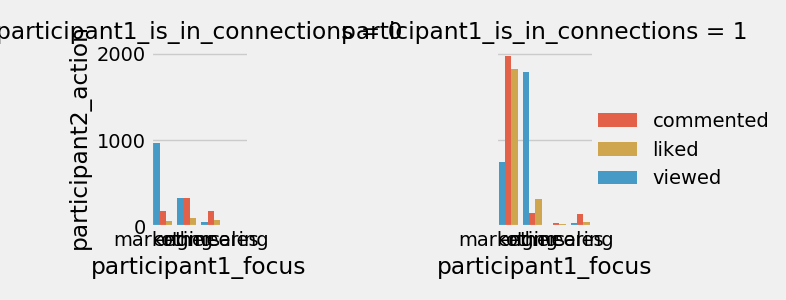 participant1_is_in_connections = 0
participant1_is_in_connections = 1
participant2_action
2000
1000
0
commented
liked
viewed
participant1_focus
participant1_focus